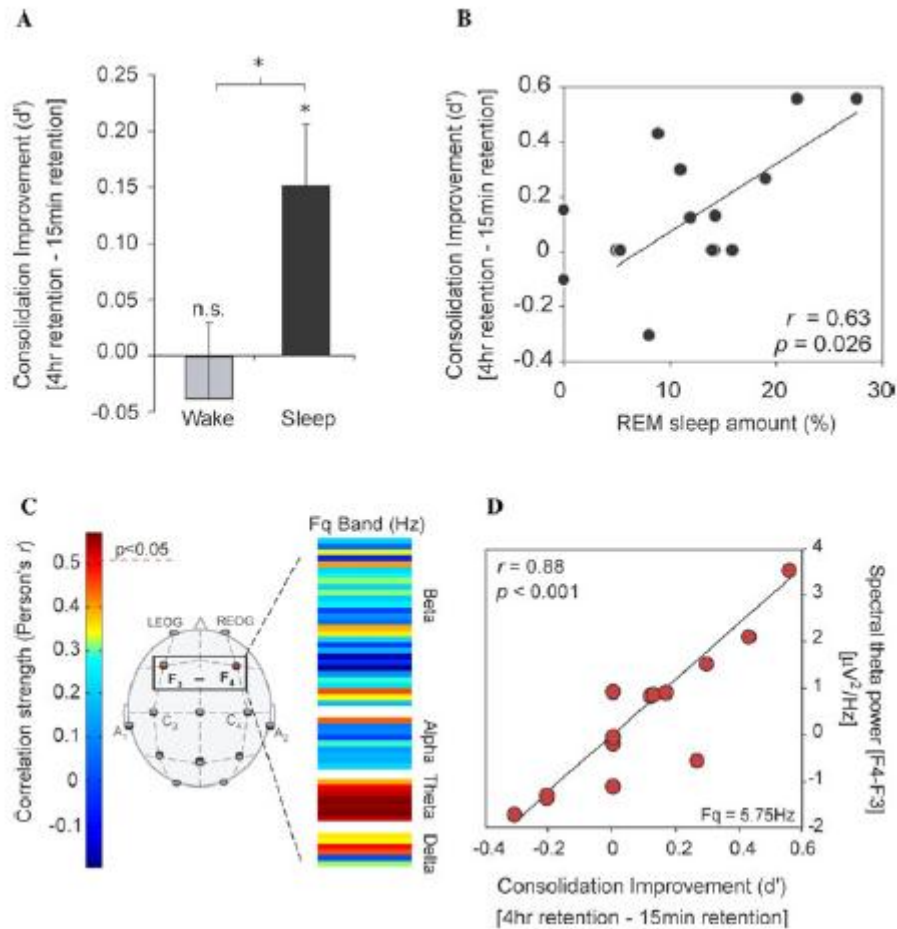 A
Consolidation Improvement (d')
[4hr retention - 15min retention]
0.25
0.20
0.15
0.10
0.05
0.00
-0.05
*
*
n.s.
Wake
Sleep
B
Consolidation Improvement (d')
[4hr retention - 15min retention]
0.6
0.4
0.2
0
-0.2
-0.4
r = 0.63
p = 0.026
0
10
20
30
REM sleep amount (%)
C
Correlation strength (Person's r)
0.5
0.4
0.3
0.2
0.1
0
-0.1
p<0.05
LEOG
REOG
F3 – F4
C3
C4
A1
A2
Fq Band (Hz)
Beta
Alpha
Theta
Delta
D
r = 0.88
p < 0.001
Fq = 5.75Hz
4
3
2
1
0
-1
-2
Spectral theta power [F4-F3]
[μV²/Hz]
-0.4
-0.2
0
0.2
0.4
0.6
Consolidation Improvement (d')
[4hr retention - 15min retention]